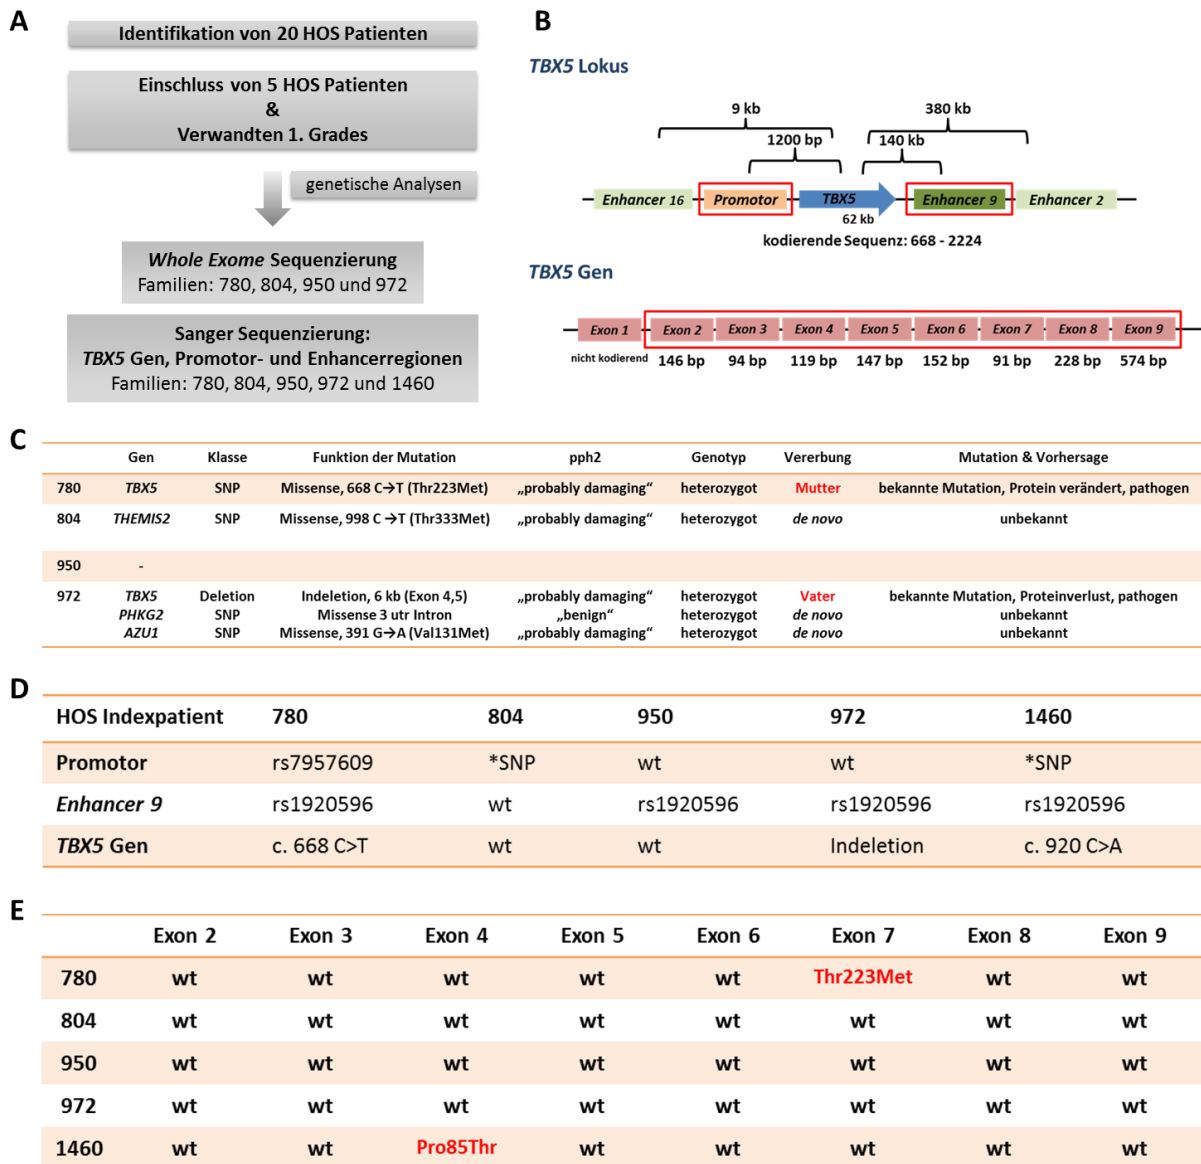 A
Identifikation von 20 HOS Patienten
Einschluss von 5 HOS Patienten
&
Verwandten 1. Grades
genetische Analysen
Whole Exome Sequenzierung
Familien: 780, 804, 950 und 972
Sanger Sequenzierung:
TBX5 Gen, Promotor- und Enhancerregionen
Familien: 780, 804, 950, 972 und 1460
B
TBX5 Lokus
9 kb 380 kb
1200 bp 140 kb
Enhancer 16 Promotor TBX5 Enhancer 9 Enhancer 2
62 kb
kodierende Sequenz: 668 - 2224
TBX5 Gen
Exon 1 Exon 2 Exon 3 Exon 4 Exon 5 Exon 6 Exon 7 Exon 8 Exon 9
nicht kodierend 146 bp 94 bp 119 bp 147 bp 152 bp 91 bp 228 bp 574 bp
C
Gen Klasse Funktion der Mutation pph2 Genotyp Vererbung Mutation & Vorhersage
780 TBX5 SNP Missense, 668 C→T (Thr223Met) „probably damaging“ heterozygot Mutter bekannte Mutation, Protein verändert, pathogen
804 THEMIS2 SNP Missense, 998 C →T (Thr333Met) „probably damaging“ heterozygot de novo unbekannt
950 -
972 TBX5 Deletion Indeletion, 6 kb (Exon 4,5) „probably damaging“ heterozygot Vater bekannte Mutation, Proteinverlust, pathogen
PHKG2 SNP Missense 3 utr Intron „benign“ heterozygot de novo unbekannt
AZU1 SNP Missense, 391 G→A (Val131Met) „probably damaging“ heterozygot de novo unbekannt
D
HOS Indexpatient 780 804 950 972 1460
Promotor rs7957609 *SNP wt wt *SNP
Enhancer 9 rs1920596 wt rs1920596 rs1920596 rs1920596
TBX5 Gen c. 668 C>T wt wt Indeletion c. 920 C>A
E
Exon 2 Exon 3 Exon 4 Exon 5 Exon 6 Exon 7 Exon 8 Exon 9
780 wt wt wt wt wt Thr223Met wt wt
804 wt wt wt wt wt wt wt wt
950 wt wt wt wt wt wt wt wt
972 wt wt wt wt wt wt wt wt
1460 wt wt Pro85Thr wt wt wt wt wt